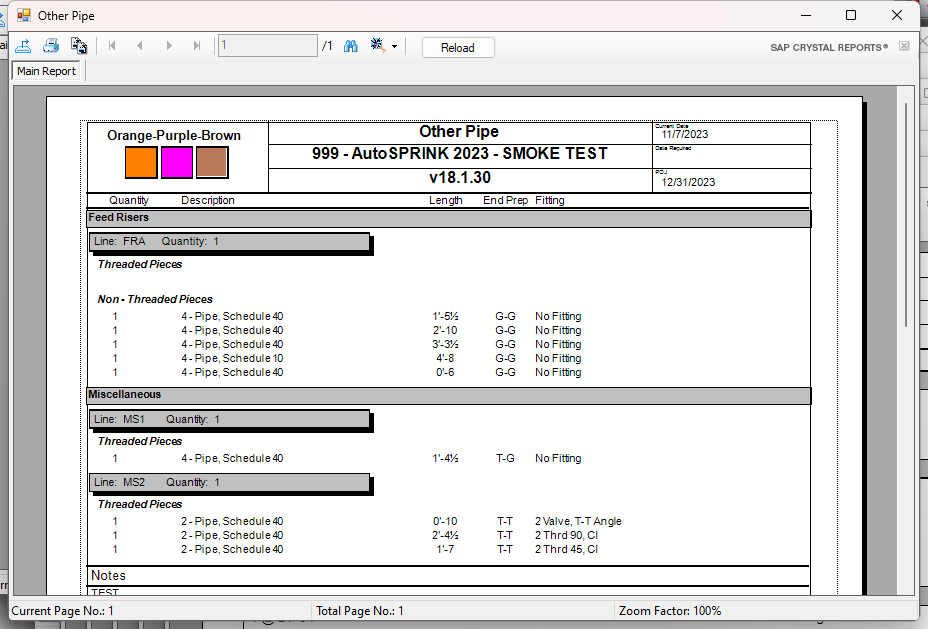 Other Pipe
1 /1 Reload SAP CRYSTAL REPORTS®
Main Report
Orange-Purple-Brown
Other Pipe
999 - AutoSPRINK 2023 - SMOKE TEST
v18.1.30
Current Date
11/7/2023
Date Required
POJ
12/31/2023
Quantity Description Length End Prep Fitting
Feed Risers
Line: FRA Quantity: 1
Threaded Pieces
Non - Threaded Pieces
1 4 - Pipe, Schedule 40 1'-5½ G-G No Fitting
1 4 - Pipe, Schedule 40 2'-10 G-G No Fitting
1 4 - Pipe, Schedule 40 3'-3½ G-G No Fitting
1 4 - Pipe, Schedule 10 4'-8 G-G No Fitting
1 4 - Pipe, Schedule 40 0'-6 G-G No Fitting
Miscellaneous
Line: MS1 Quantity: 1
Threaded Pieces
1 4 - Pipe, Schedule 40 1'-4½ T-G No Fitting
Line: MS2 Quantity: 1
Threaded Pieces
1 2 - Pipe, Schedule 40 0'-10 T-T 2 Valve, T-T Angle
1 2 - Pipe, Schedule 40 2'-4½ T-T 2 Thrd 90, CI
1 2 - Pipe, Schedule 40 1'-7 T-T 2 Thrd 45, CI
Notes
TEST
Current Page No.: 1 Total Page No.: 1 Zoom Factor: 100%